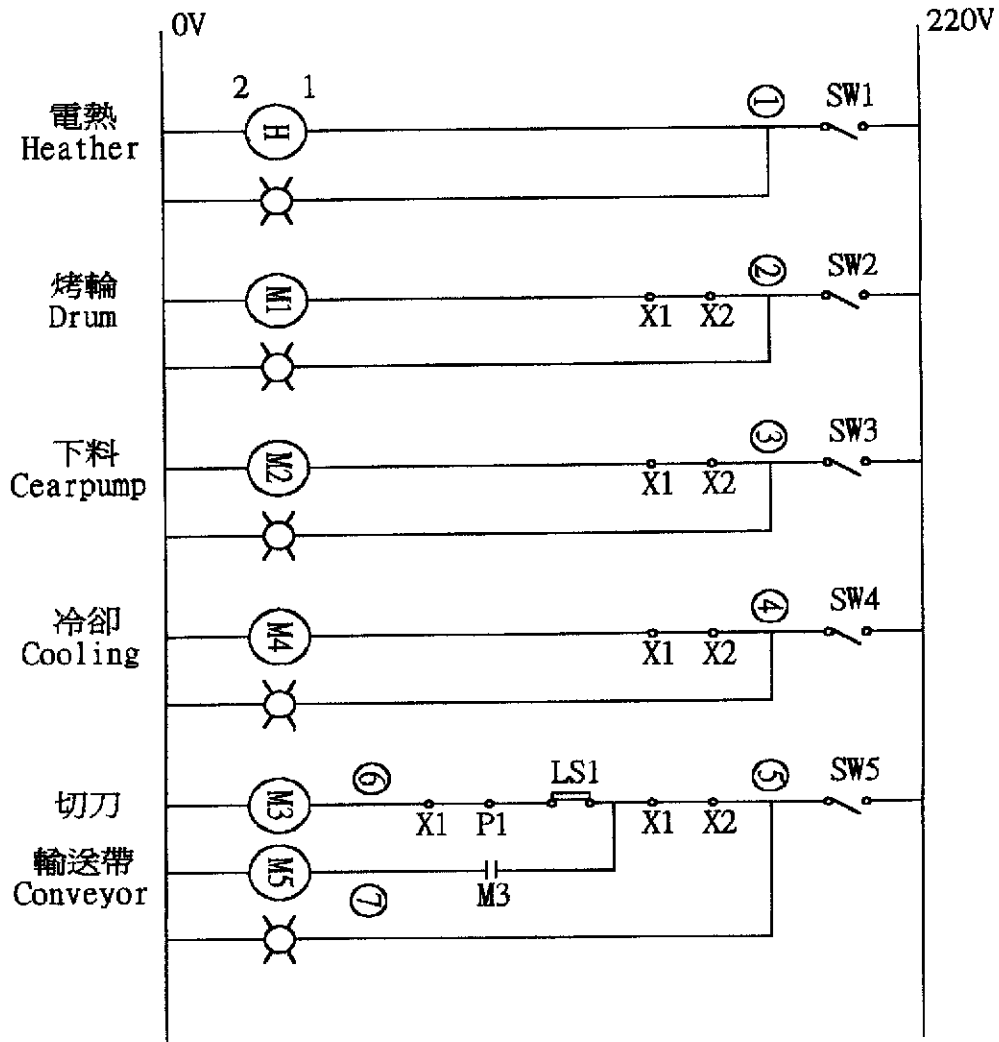 0V
220V
2 1
① SW1
電熱
Heather
H
烤輪
Drum
M1
X1 X2
② SW2
下料
Cearpump
M2
X1 X2
③ SW3
冷卻
Cooling
M4
X1 X2
④ SW4
切刀
M3
⑥
X1 P1
LS1
X1 X2
⑤ SW5
輸送帶
Conveyor
M5
⑦
M3